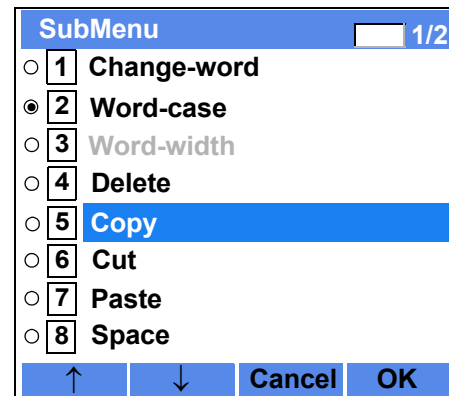 SubMenu 1/2
1 Change-word
2 Word-case
3 Word-width
4 Delete
5 Copy
6 Cut
7 Paste
8 Space
↑ ↓ Cancel OK